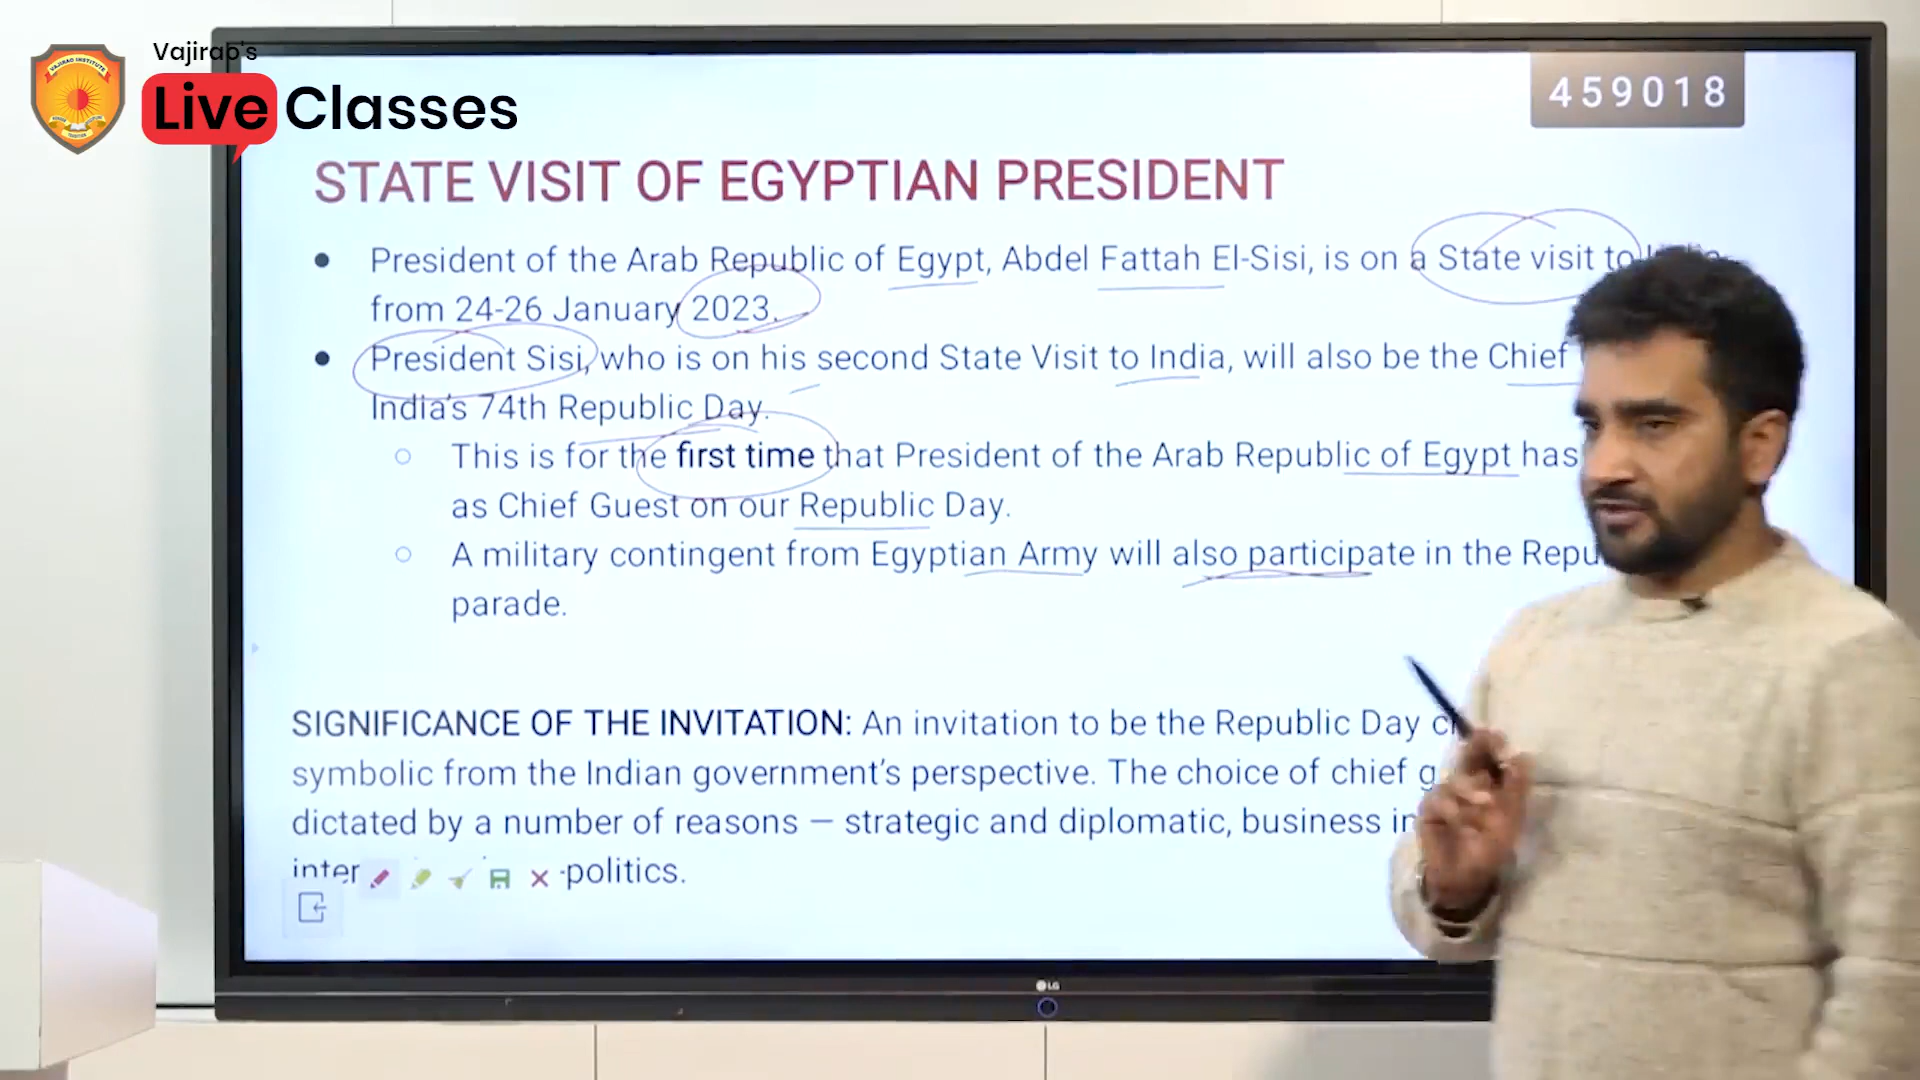 Vajirao's
Live Classes
VAJIRAO INSTITUTE
459018
STATE VISIT OF EGYPTIAN PRESIDENT
President of the Arab Republic of Egypt, Abdel Fattah El-Sisi, is on a State visit to
from 24-26 January 2023.
President Sisi, who is on his second State Visit to India, will also be the Chief
India's 74th Republic Day.
This is for the first time that President of the Arab Republic of Egypt has
as Chief Guest on our Republic Day.
A military contingent from Egyptian Army will also participate in the Repu
parade.
SIGNIFICANCE OF THE INVITATION: An invitation to be the Republic Day
symbolic from the Indian government's perspective. The choice of chief g
dictated by a number of reasons — strategic and diplomatic, business in
inter -politics.
LG